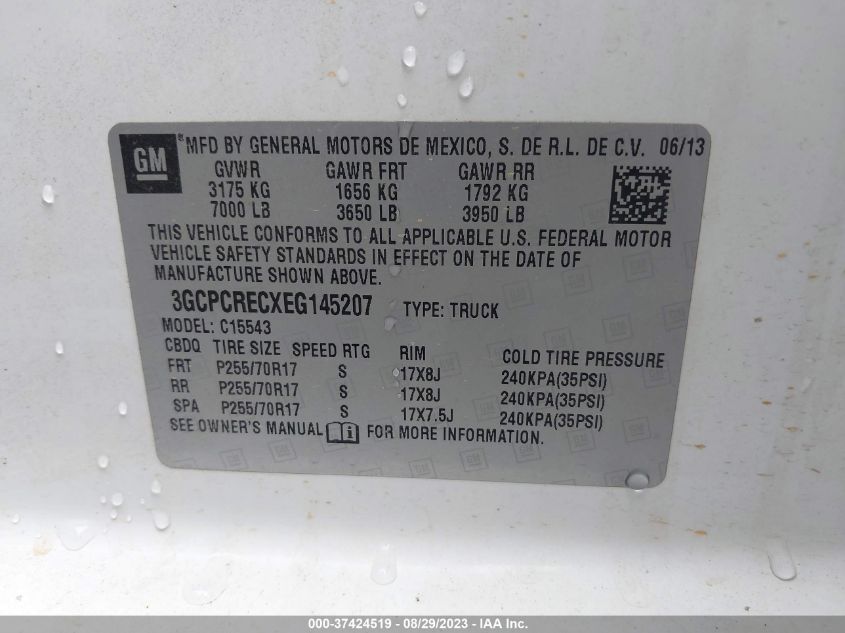 GM
®MFD BY GENERAL MOTORS DE MEXICO, S. DE R.L. DE C.V. 06/13
GVWR GAWR FRT GAWR RR
3175 KG 1656 KG 1792 KG
7000 LB 3650 LB 3950 LB
THIS VEHICLE CONFORMS TO ALL APPLICABLE U.S. FEDERAL MOTOR
VEHICLE SAFETY STANDARDS IN EFFECT ON THE DATE OF
MANUFACTURE SHOWN ABOVE.
3GCPCRECXEG145207 TYPE: TRUCK
MODEL: C15543
CBDQ TIRE SIZE SPEED RTG RIM COLD TIRE PRESSURE
FRT P255/70R17 S 17X8J 240KPA(35PSI)
RR P255/70R17 S 17X8J 240KPA(35PSI)
SPA P255/70R17 S 17X7.5J 240KPA(35PSI)
SEE OWNER'S MANUAL FOR MORE INFORMATION.
000-37424519 - 08/29/2023 - IAA Inc.